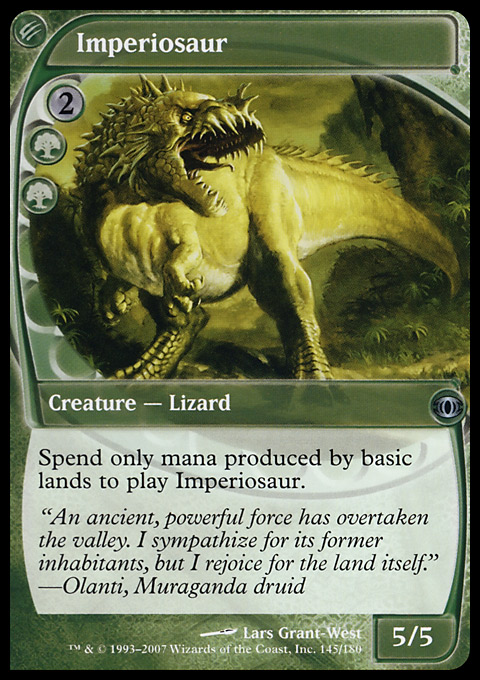 Imperiosaur
2
Creature — Lizard
Spend only mana produced by basic
lands to play Imperiosaur.
“An ancient, powerful force has overtaken
the valley. I sympathize for its former
inhabitants, but I rejoice for the land itself.”
—Olanti, Muraganda druid
Lars Grant-West
™ & © 1993–2007 Wizards of the Coast, Inc. 145/180
5/5